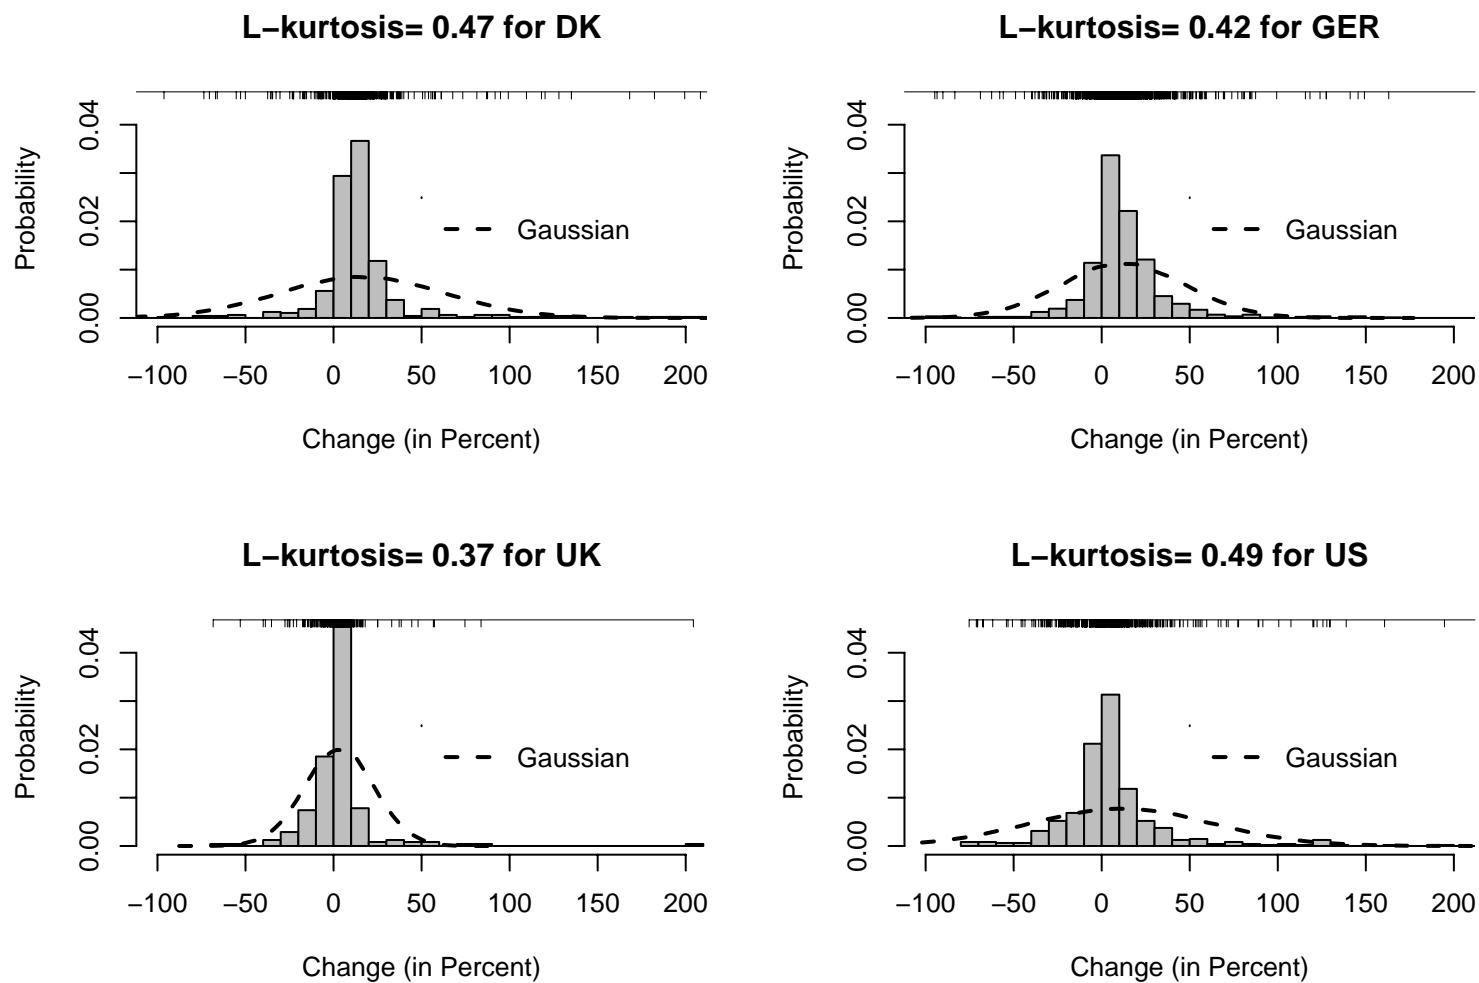 L−kurtosis= 0.47 for DK
Probability
0.00 0.02 0.04
Gaussian
−100 −50 0 50 100 150 200
Change (in Percent)
L−kurtosis= 0.42 for GER
Probability
0.00 0.02 0.04
Gaussian
−100 −50 0 50 100 150 200
Change (in Percent)
L−kurtosis= 0.37 for UK
Probability
0.00 0.02 0.04
Gaussian
−100 −50 0 50 100 150 200
Change (in Percent)
L−kurtosis= 0.49 for US
Probability
0.00 0.02 0.04
Gaussian
−100 −50 0 50 100 150 200
Change (in Percent)